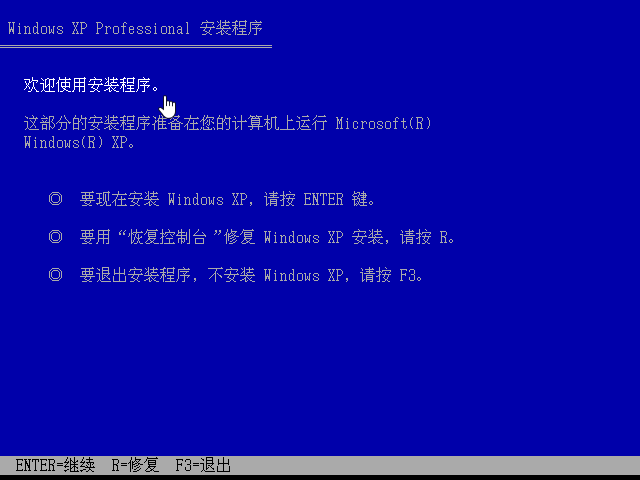 Windows XP Professional 安装程序
欢迎使用安装程序。
这部分的安装程序准备在您的计算机上运行 Microsoft(R)
Windows(R) XP。
◎ 要现在安装 Windows XP，请按 ENTER 键。
◎ 要用“恢复控制台 ”修复 Windows XP 安装，请按 R。
◎ 要退出安装程序，不安装 Windows XP，请按 F3。
ENTER=继续 R=修复 F3=退出